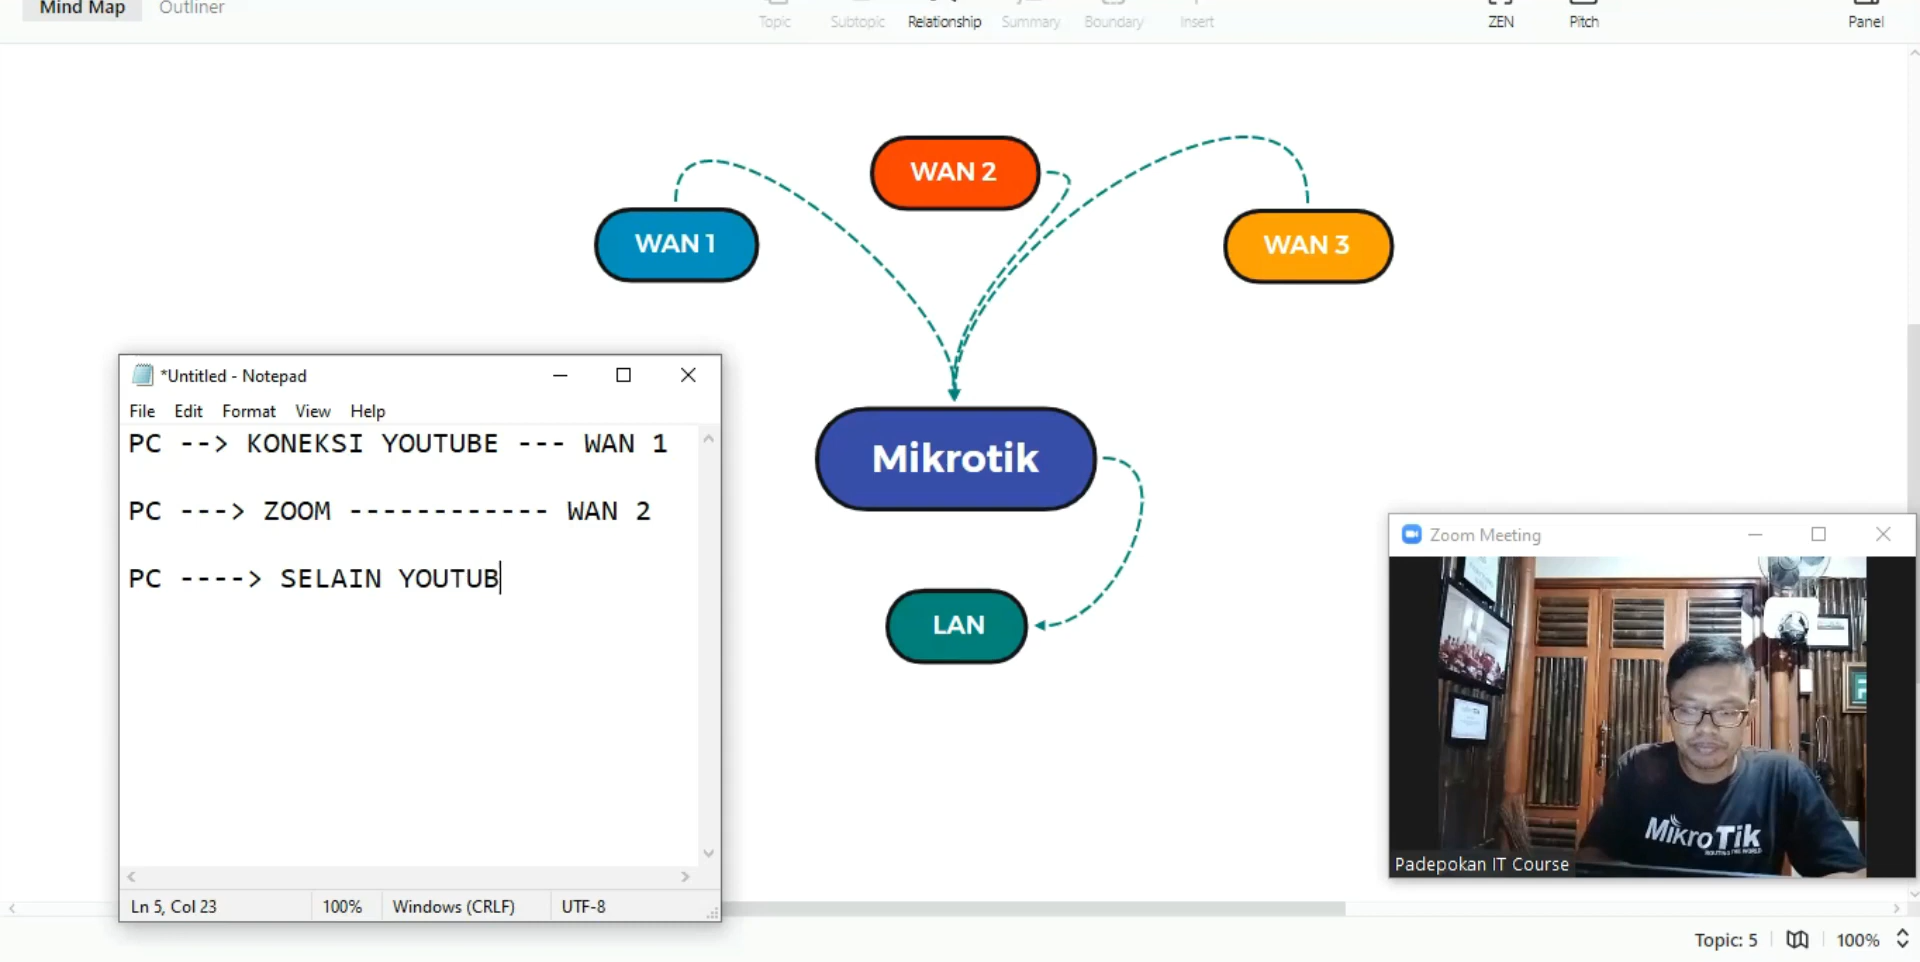 Mind Map
Outliner
Topic
Subtopic
Relationship
Summary
Boundary
Insert
ZEN
Pitch
Panel
WAN 2
WAN 1
WAN 3
Mikrotik
LAN
*Untitled - Notepad
File Edit Format View Help
PC --> KONEKSI YOUTUBE --- WAN 1
PC ---> ZOOM ------------ WAN 2
PC ----> SELAIN YOUTUB
Ln 5, Col 23
100%
Windows (CRLF)
UTF-8
Zoom Meeting
MikroTik
Padepokan IT Course
Topic: 5
100%